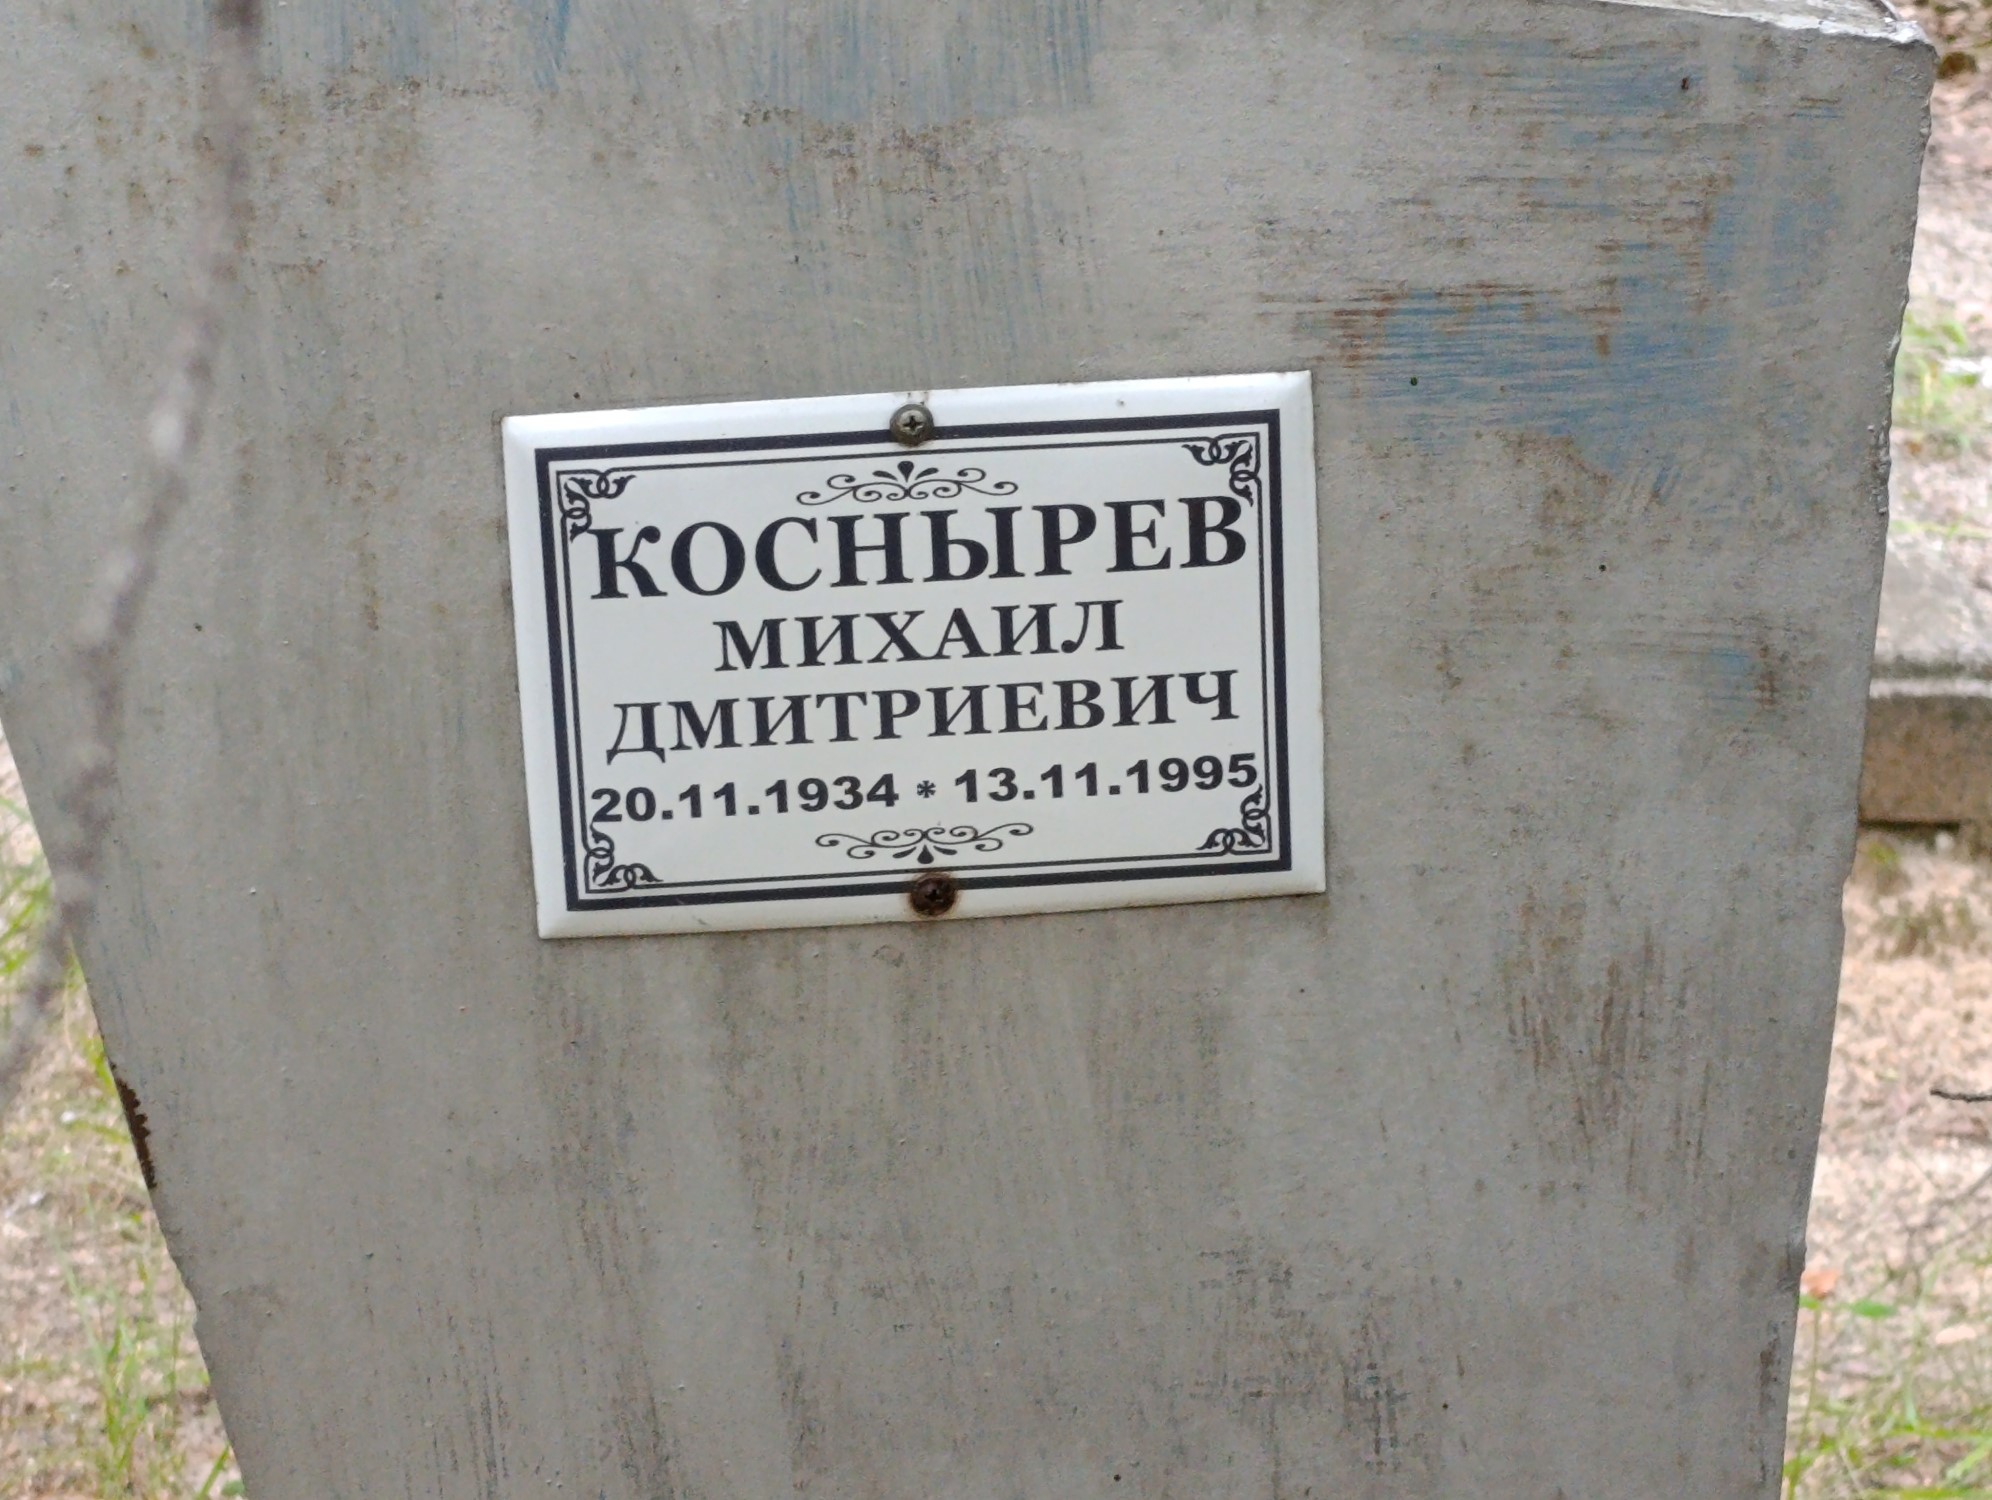 КОСНЫРЕВ
МИХАИЛ
ДМИТРИЕВИЧ
20.11.1934 * 13.11.1995